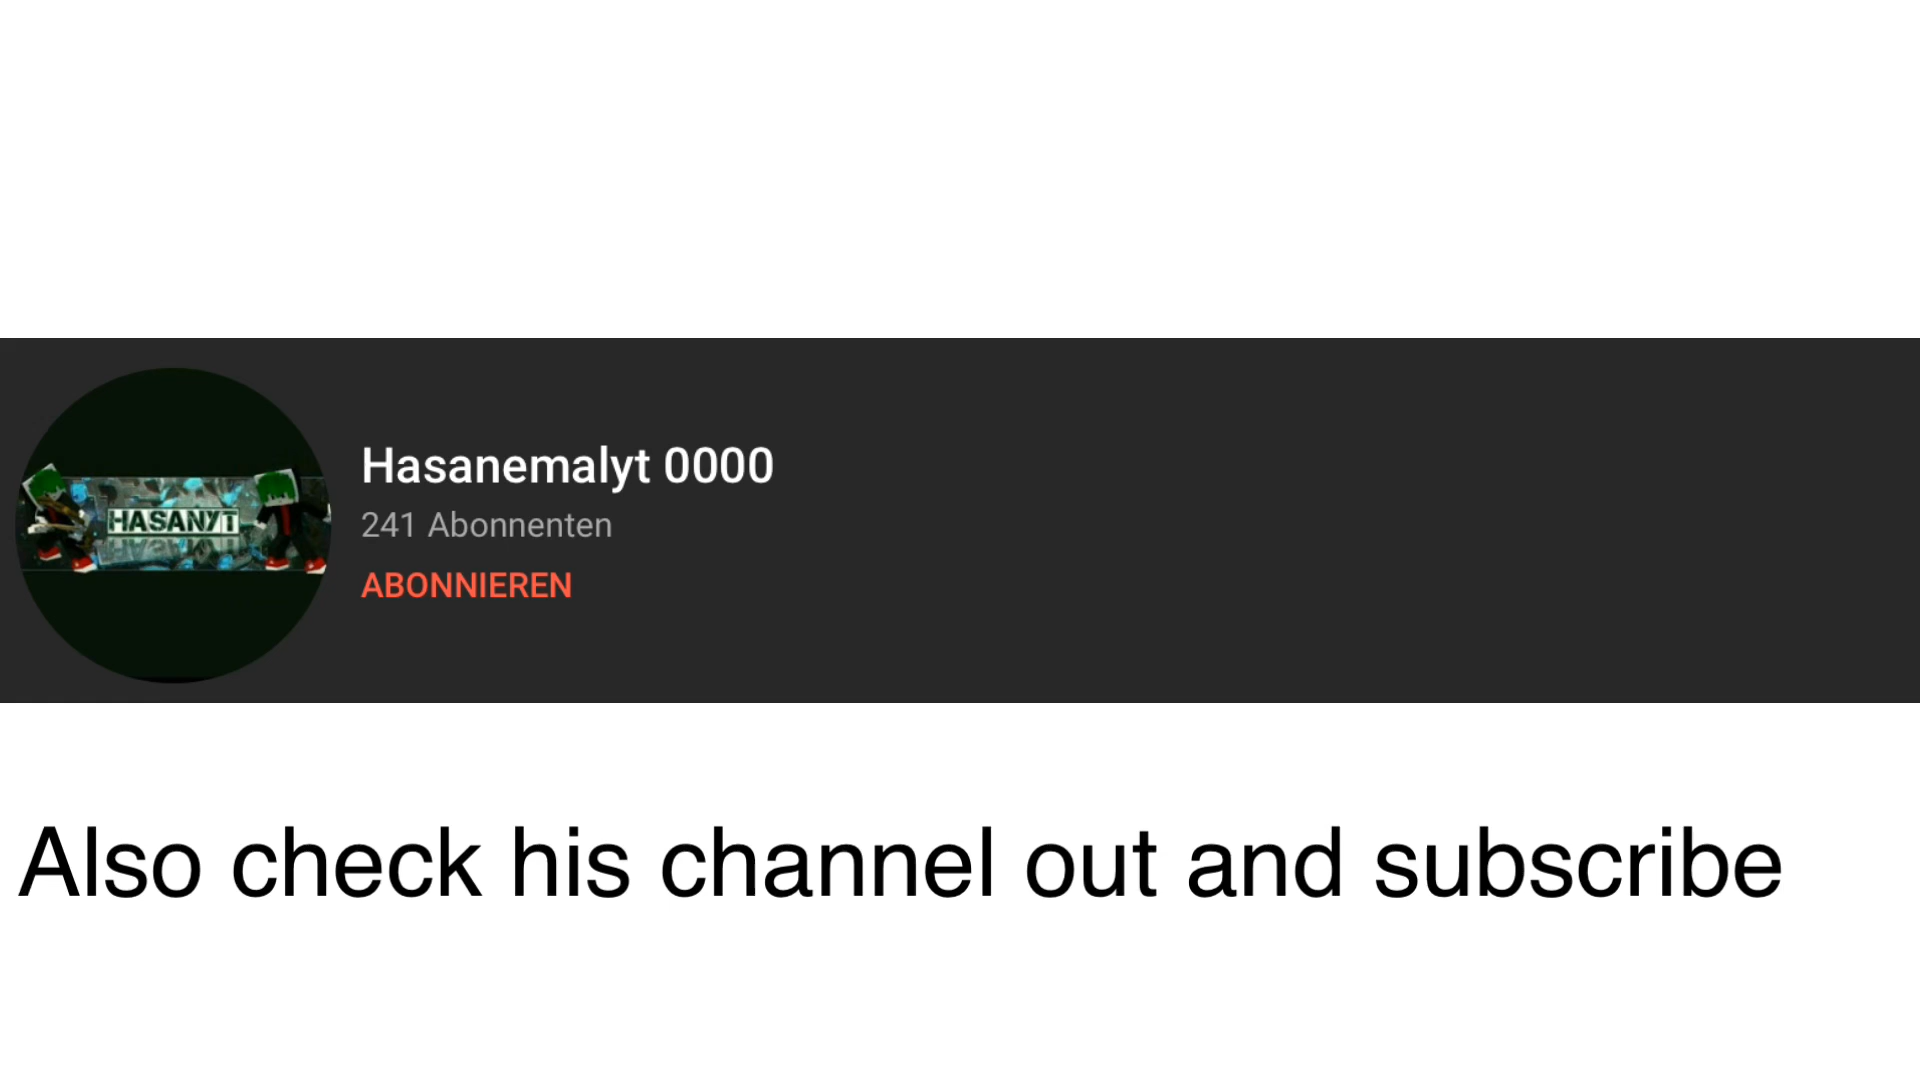 HASANYT
Hasanemalyt 0000
241 Abonnenten
ABONNIEREN
Also check his channel out and subscribe